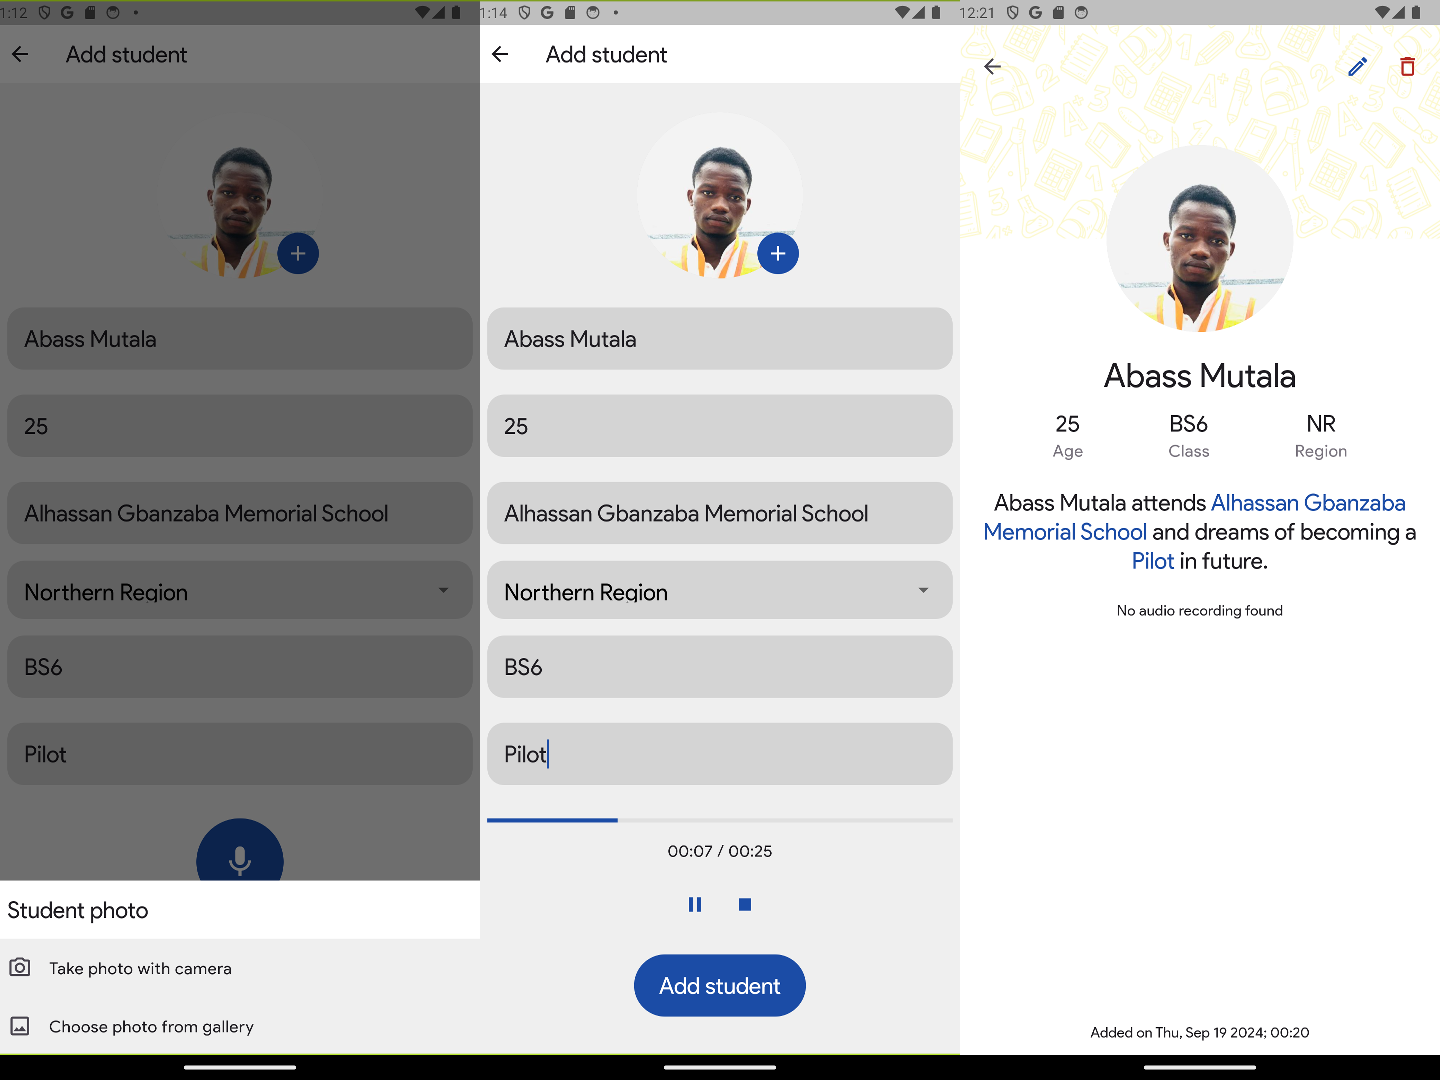 1:12
Add student
Abass Mutala
25
Alhassan Gbanzaba Memorial School
Northern Region
BS6
Pilot
Student photo
Take photo with camera
Choose photo from gallery
1:14
Add student
Abass Mutala
25
Alhassan Gbanzaba Memorial School
Northern Region
BS6
Pilot
00:07 / 00:25
Add student
12:21
Abass Mutala
25 BS6 NR
Age Class Region
Abass Mutala attends Alhassan Gbanzaba
Memorial School and dreams of becoming a
Pilot in future.
No audio recording found
Added on Thu, Sep 19 2024; 00:20